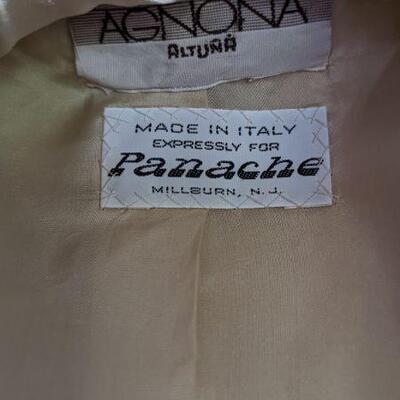 AGNONA
ALTUÑA
MADE IN ITALY
EXPRESSLY FOR
Panache
MILLBURN, N.J.